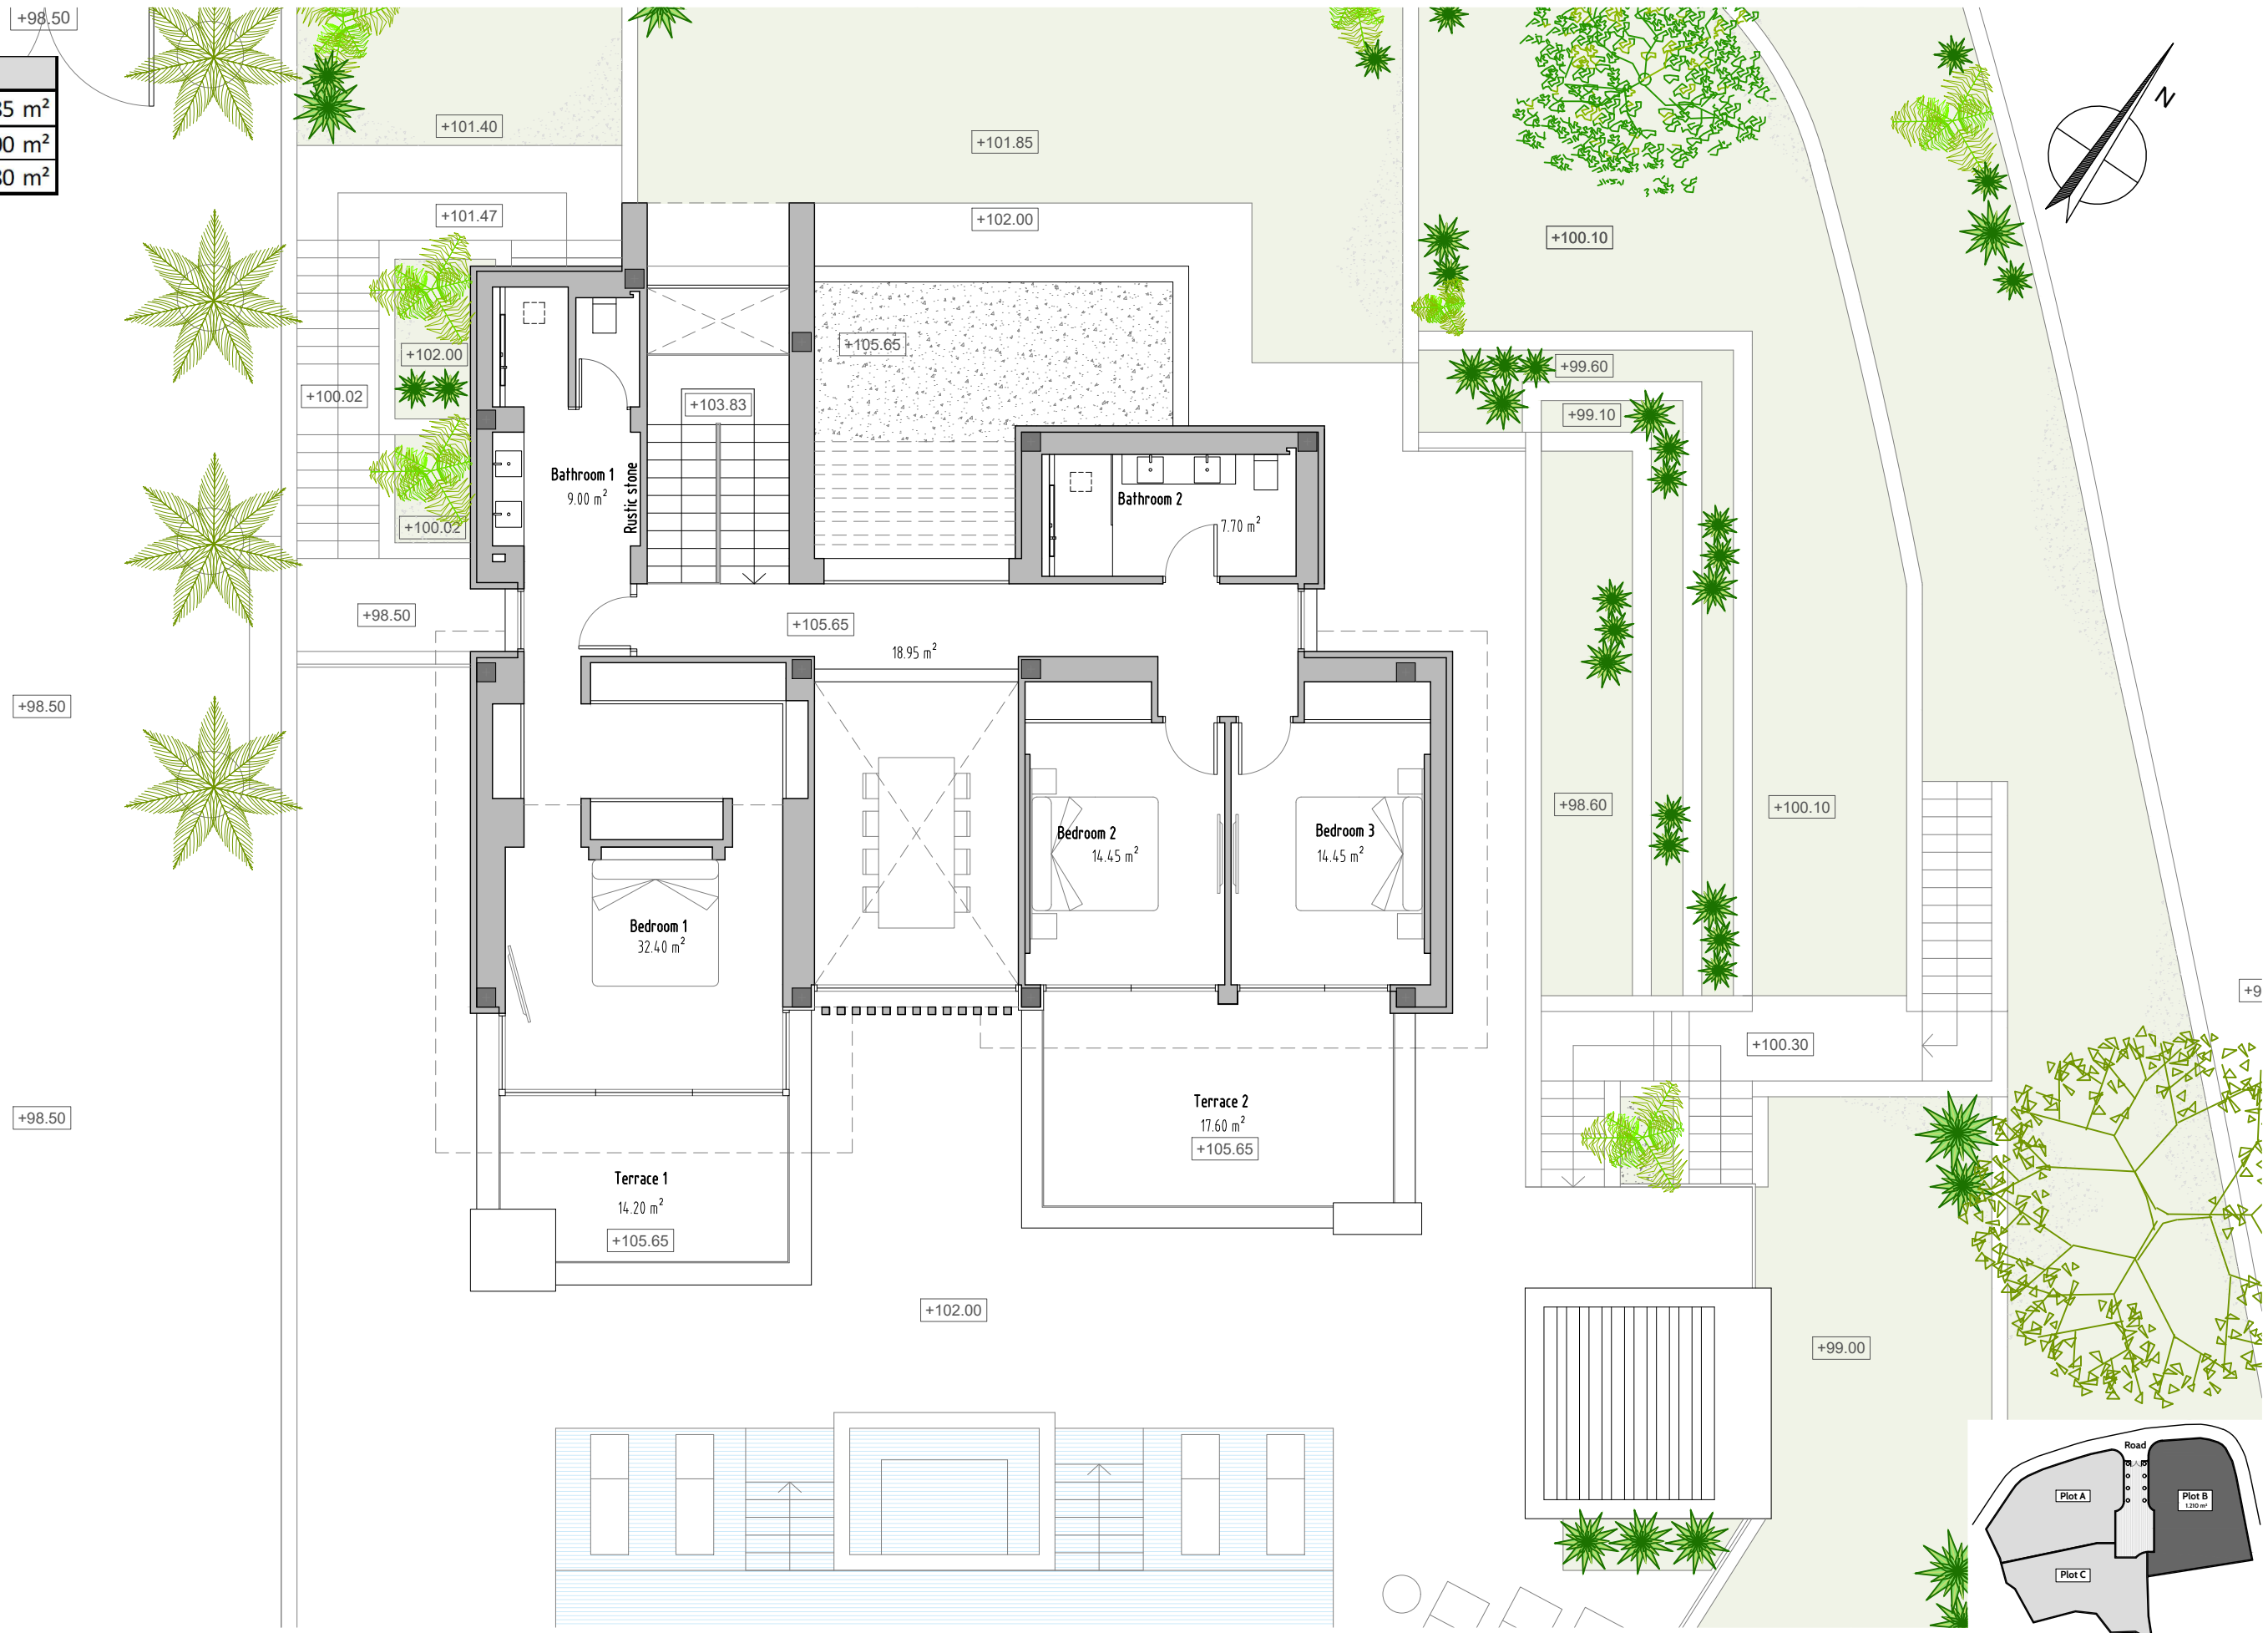 +98.50
m²
m²
m²
+101.40
+101.85
N
+101.47
+102.00
+100.10
+105.65
+102.00
+99.60
+100.02
+103.83
+99.10
Bathroom 1
9.00 m²
Rustic stone
Bathroom 2
7.70 m²
+100.02
+98.50
+105.65
18.95 m²
+98.50
+98.60
+100.10
Bedroom 2
14.45 m²
Bedroom 3
14.45 m²
Bedroom 1
32.40 m²
+100.30
+98.50
Terrace 2
17.60 m²
+105.65
Terrace 1
14.20 m²
+105.65
+102.00
+99.00
Road
Plot A
Plot B
1.210 m²
Plot C